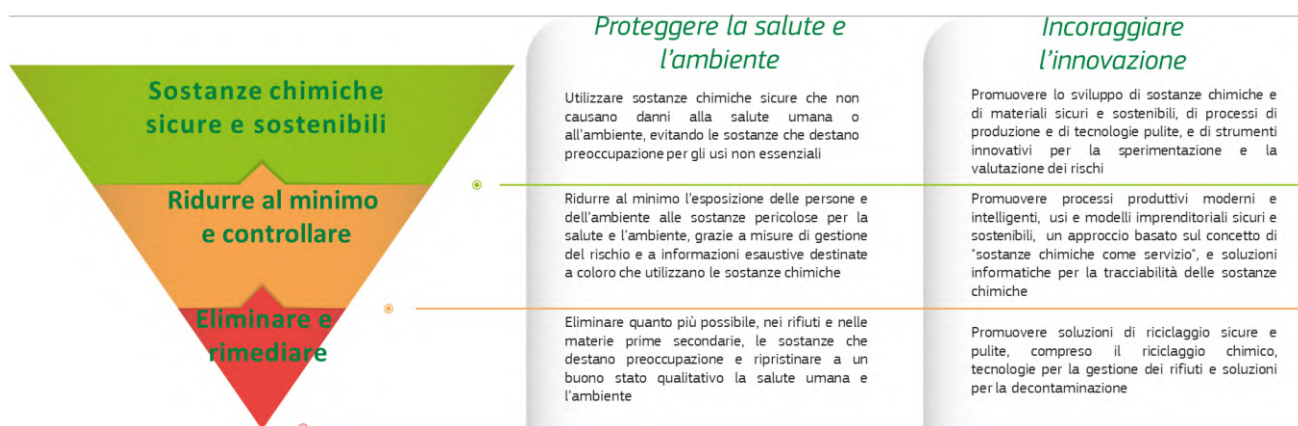 Sostanze chimiche
sicure e sostenibili
Ridurre al minimo
e controllare
Eliminare e
rimediare
Proteggere la salute e
l'ambiente
Utilizzare sostanze chimiche sicure che non
causano danni alla salute umana o
all'ambiente, evitando le sostanze che destano
preoccupazione per gli usi non essenziali
Ridurre al minimo l'esposizione delle persone e
dell'ambiente alle sostanze pericolose per la
salute e l'ambiente, grazie a misure di gestione
del rischio e a informazioni esaustive destinate
a coloro che utilizzano le sostanze chimiche
Eliminare quanto più possibile, nei rifiuti e nelle
materie prime secondarie, le sostanze che
destano preoccupazione e ripristinare a un
buono stato qualitativo la salute umana e
l'ambiente
Incoraggiare
l'innovazione
Promuovere lo sviluppo di sostanze chimiche e
di materiali sicuri e sostenibili, di processi di
produzione e di tecnologie pulite, e di strumenti
innovativi per la sperimentazione e la
valutazione dei rischi
Promuovere processi produttivi moderni e
intelligenti, usi e modelli imprenditoriali sicuri e
sostenibili, un approccio basato sul concetto di
"sostanze chimiche come servizio", e soluzioni
informatiche per la tracciabilità delle sostanze
chimiche
Promuovere soluzioni di riciclaggio sicure e
pulite, compreso il riciclaggio chimico,
tecnologie per la gestione dei rifiuti e soluzioni
per la decontaminazione